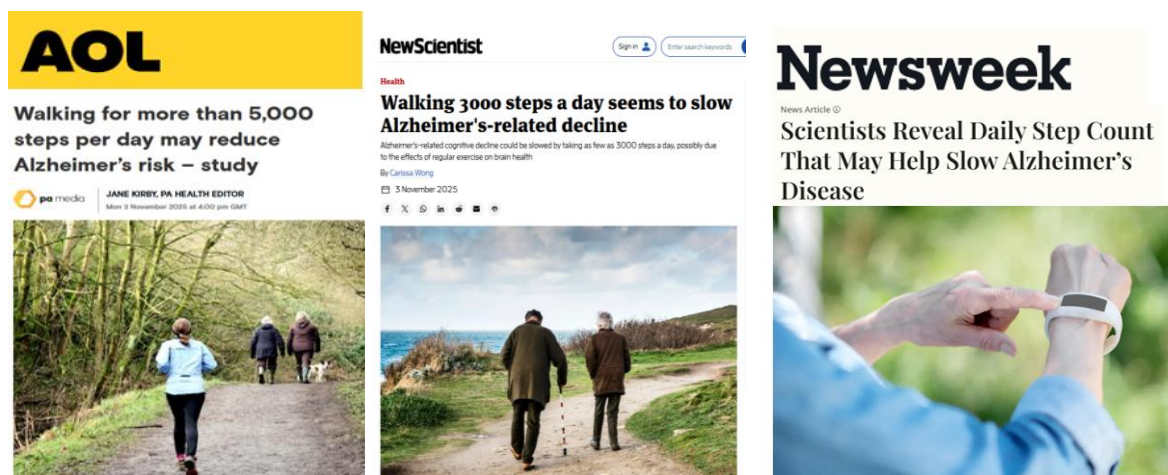 AOL
Walking for more than 5,000
steps per day may reduce
Alzheimer's risk – study
pa media
JANE KIRBY, PA HEALTH EDITOR
Mon 3 November 2025 at 4:00 pm GMT
NewScientist
Sign in
Enter search keywords
Health
Walking 3000 steps a day seems to slow
Alzheimer's-related decline
Alzheimer's-related cognitive decline could be slowed by taking as few as 3000 steps a day, possibly due
to the effects of regular exercise on brain health
By Carissa Wong
3 November 2025
Newsweek
News Article
Scientists Reveal Daily Step Count
That May Help Slow Alzheimer's
Disease